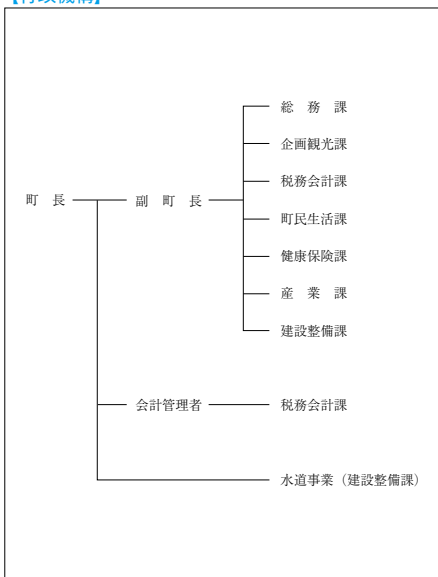 【行政機構】
総　務　課
企画観光課
税務会計課
町　長　副　町　長　町民生活課
健康保険課
産　業　課
建設整備課
会計管理者　税務会計課
水道事業（建設整備課）